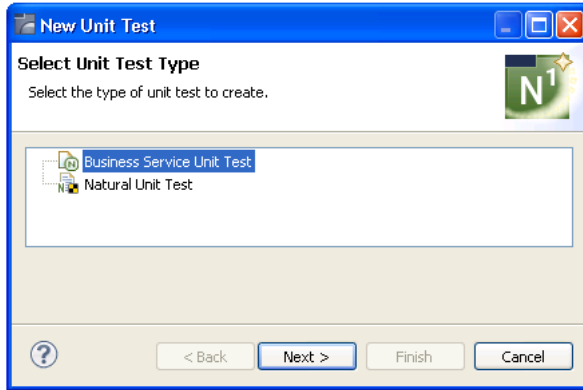 New Unit Test
Select Unit Test Type
Select the type of unit test to create.
N1
Business Service Unit Test
N
Natural Unit Test
? < Back Next > Finish Cancel